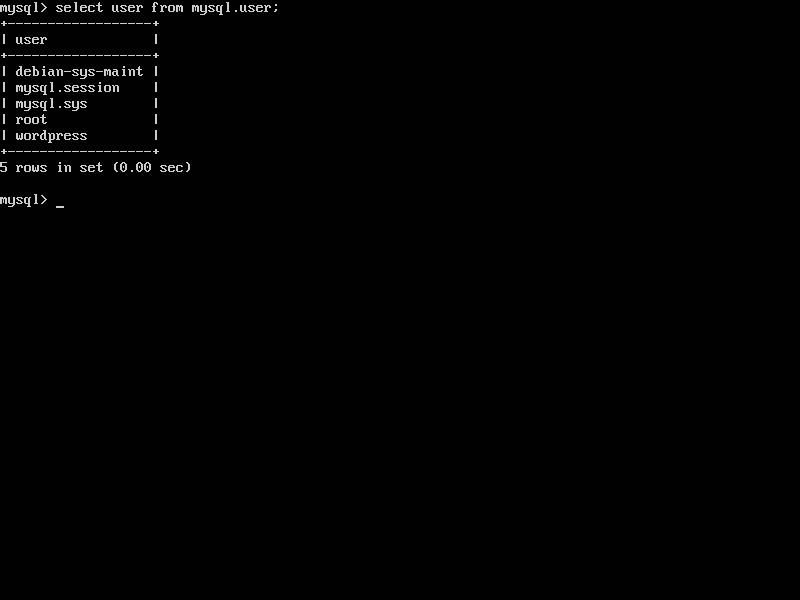 mysql> select user from mysql.user;
+------------------+
| user             |
+------------------+
| debian-sys-maint |
| mysql.session    |
| mysql.sys        |
| root             |
| wordpress        |
+------------------+
5 rows in set (0.00 sec)

mysql> _